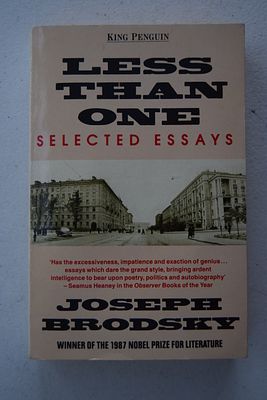 KING PENGUIN
LESS
THAN
ONE
SELECTED ESSAYS
'Has the excessiveness, impatience and exaction of genius...
essays which dare the grand style, bringing ardent
intelligence to bear upon poetry, politics and autobiography'
– Seamus Heaney in the Observer Books of the Year
JOSEPH
BRODSKY
WINNER OF THE 1987 NOBEL PRIZE FOR LITERATURE